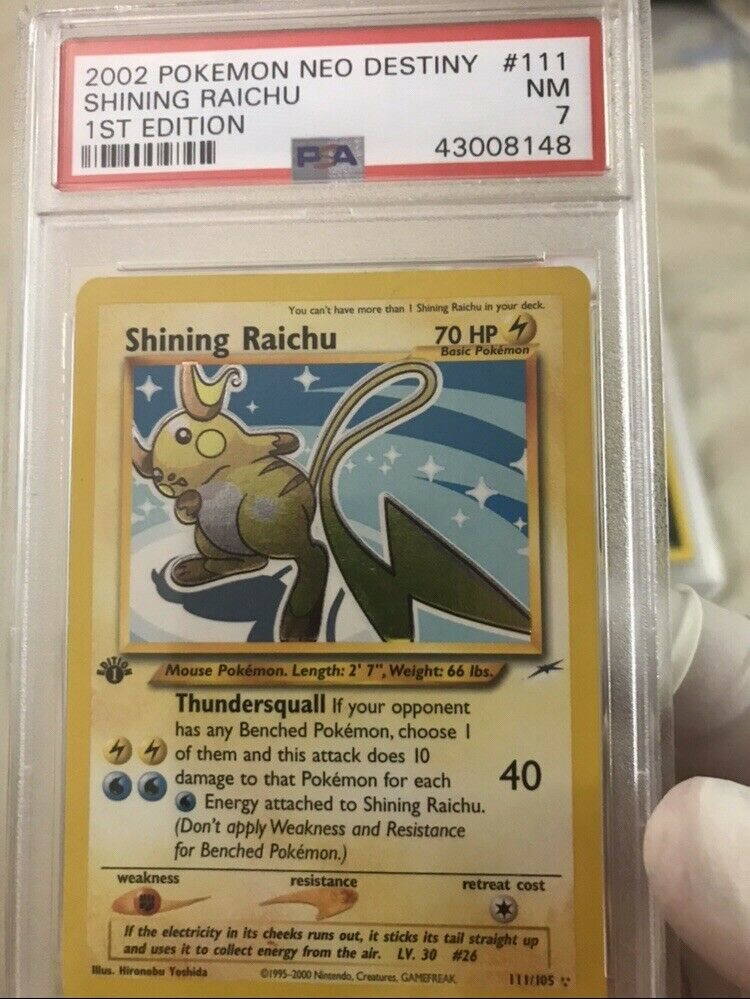 2002 POKEMON NEO DESTINY #111
SHINING RAICHU NM
1ST EDITION 7
PSA 43008148
You can't have more than 1 Shining Raichu in your deck.
Shining Raichu 70 HP
Basic Pokémon
EDITION 1
Mouse Pokémon. Length: 2' 7", Weight: 66 lbs.
Thundersquall If your opponent
has any Benched Pokémon, choose 1
of them and this attack does 10
damage to that Pokémon for each
Energy attached to Shining Raichu.
(Don't apply Weakness and Resistance
for Benched Pokémon.)
40
weakness resistance retreat cost
If the electricity in its cheeks runs out, it sticks its tail straight up
and uses it to collect energy from the air. LV. 30 #26
Illus. Hironobu Yoshida ©1995-2000 Nintendo, Creatures, GAMEFREAK. 111/105